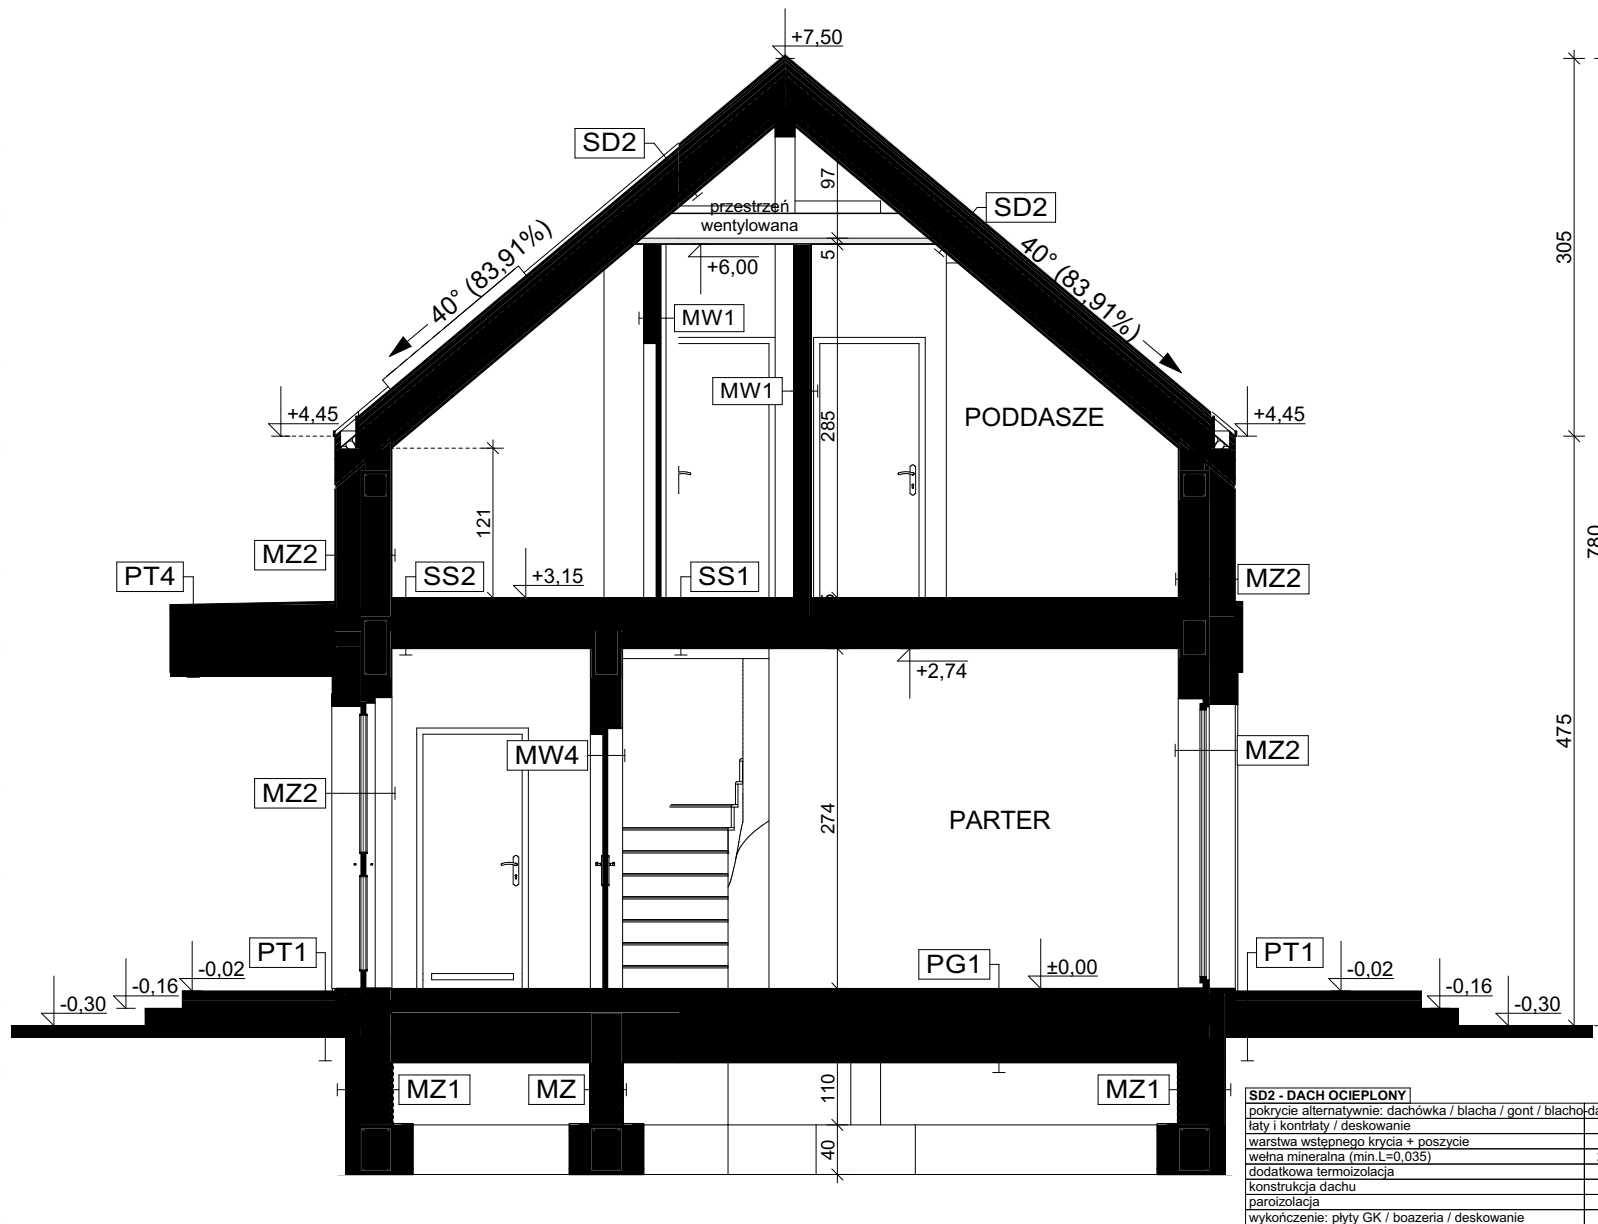 +7,50
SD2
97
przestrzeń
wentylowana
SD2
305
40° (83,91%)
+6,00
5
40° (83,91%)
MW1
MW1
+4,45
285
PODDASZE
+4,45
121
780
MZ2
PT4
SS2
+3,15
SS1
MZ2
+2,74
475
MW4
MZ2
MZ2
274
PARTER
PT1
PG1
PT1
-0,30
-0,16
-0,02
±0,00
-0,02
-0,16
-0,30
MZ1
MZ
110
MZ1
40
SD2 - DACH OCIEPLONY
pokrycie alternatywnie: dachówka / blacha / gont / blacho-da
łaty i kontrłaty / deskowanie
warstwa wstępnego krycia + poszycie
wełna mineralna (min.L=0,035)
dodatkowa termoizolacja
konstrukcja dachu
paroizolacja
wykończenie: płyty GK / boazeria / deskowanie